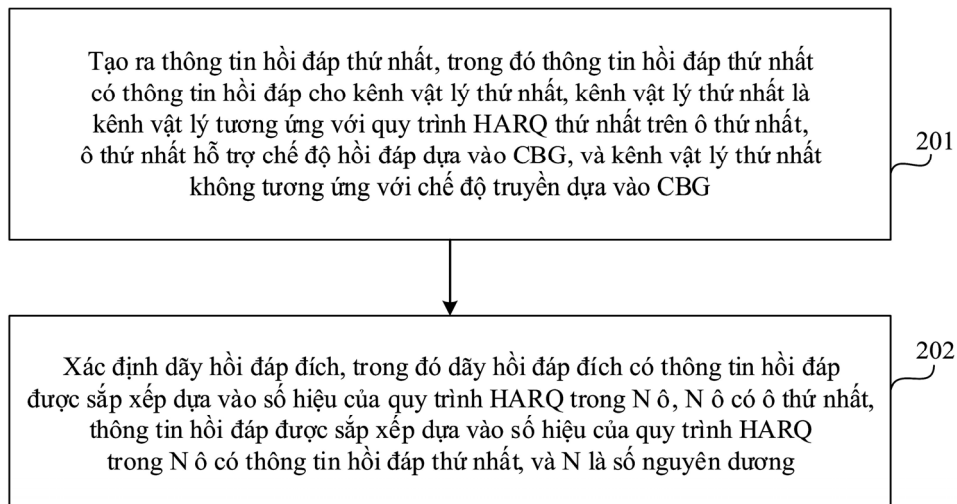 Tạo ra thông tin hồi đáp thứ nhất, trong đó thông tin hồi đáp thứ nhất
có thông tin hồi đáp cho kênh vật lý thứ nhất, kênh vật lý thứ nhất là
kênh vật lý tương ứng với quy trình HARQ thứ nhất trên ô thứ nhất,
ô thứ nhất hỗ trợ chế độ hồi đáp dựa vào CBG, và kênh vật lý thứ nhất
không tương ứng với chế độ truyền dựa vào CBG
201
Xác định dãy hồi đáp đích, trong đó dãy hồi đáp đích có thông tin hồi đáp
được sắp xếp dựa vào số hiệu của quy trình HARQ trong N ô, N ô có ô thứ nhất,
thông tin hồi đáp được sắp xếp dựa vào số hiệu của quy trình HARQ
trong N ô có thông tin hồi đáp thứ nhất, và N là số nguyên dương
202